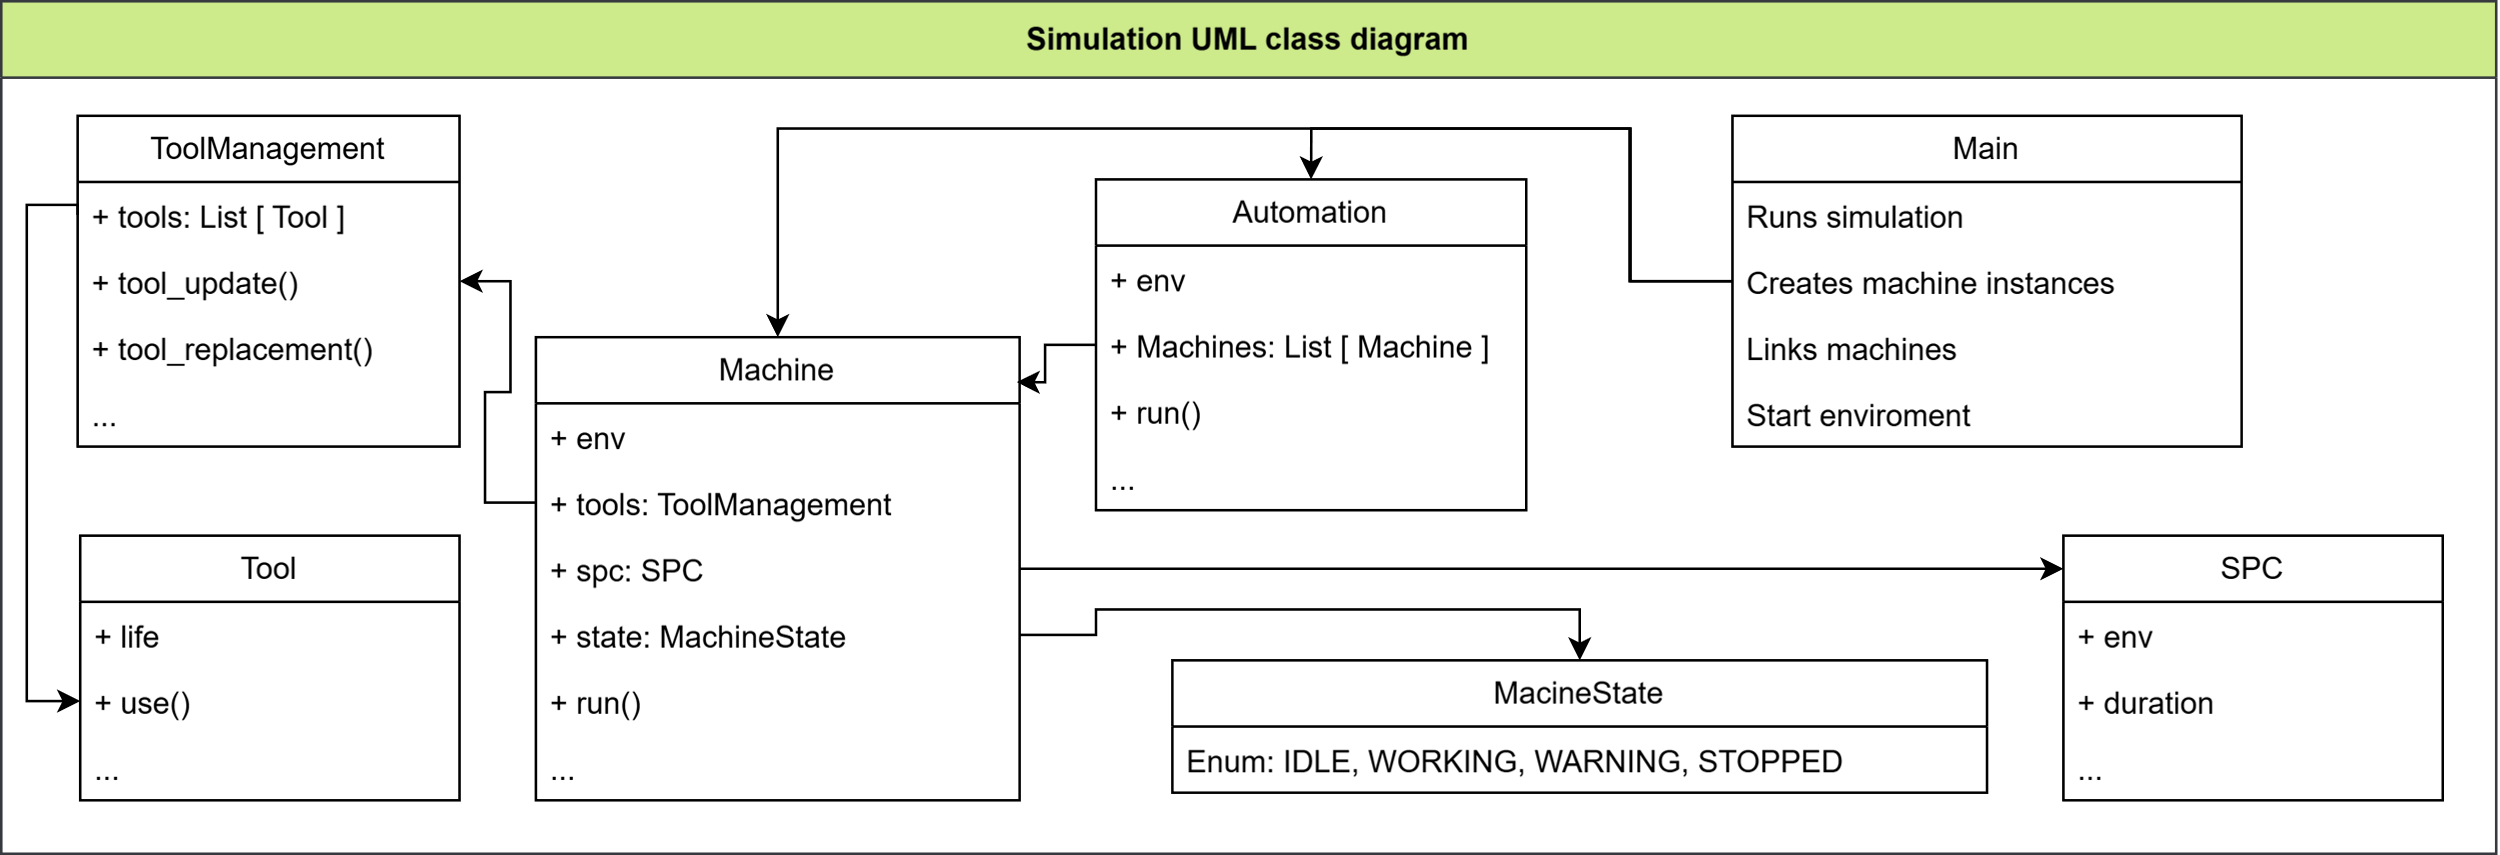 Simulation UML class diagram
ToolManagement
+ tools: List [ Tool ]
+ tool_update()
+ tool_replacement()
...
Tool
+ life
+ use()
...
Machine
+ env
+ tools: ToolManagement
+ spc: SPC
+ state: MachineState
+ run()
...
Automation
+ env
+ Machines: List [ Machine ]
+ run()
...
Main
Runs simulation
Creates machine instances
Links machines
Start enviroment
MacineState
Enum: IDLE, WORKING, WARNING, STOPPED
SPC
+ env
+ duration
...